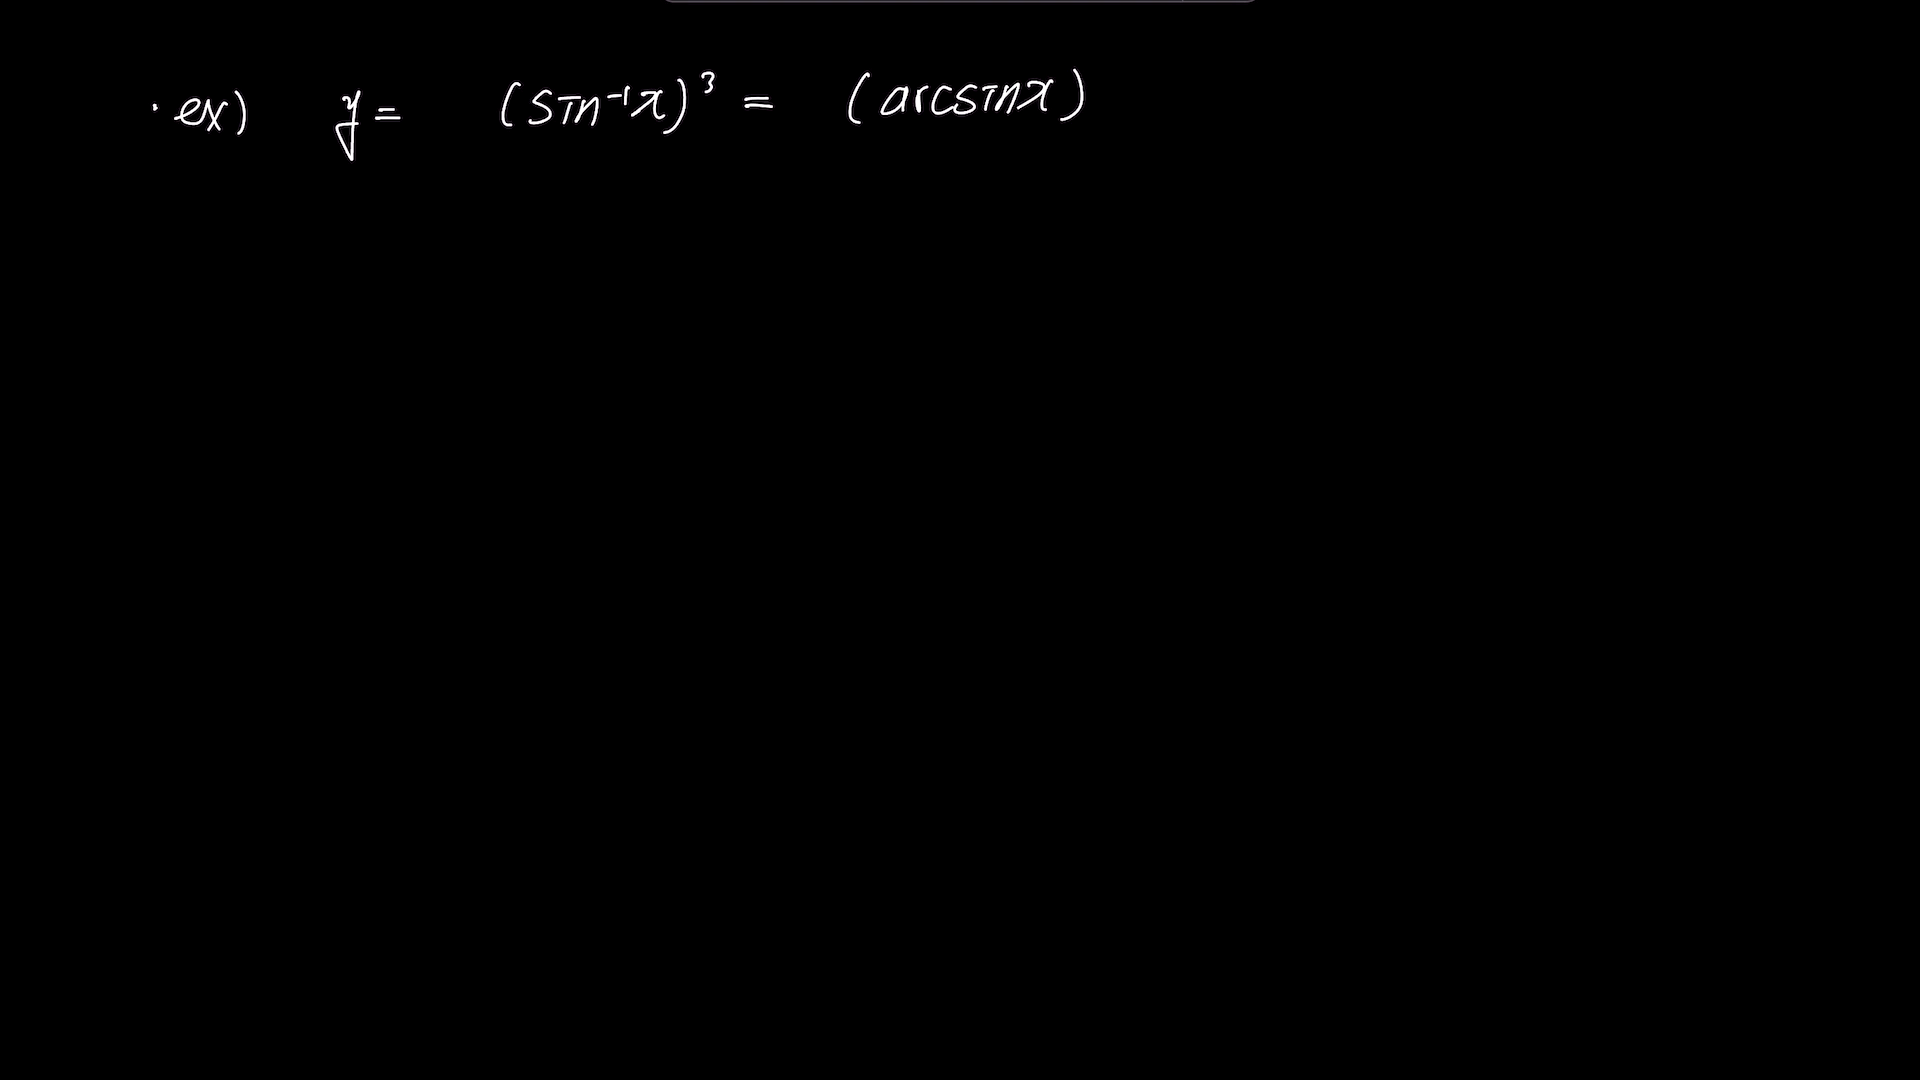 · ex) y = (sin⁻¹x)³ = (arcsinx)